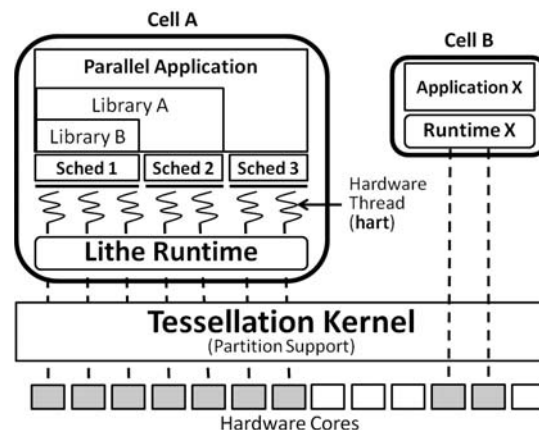 Cell A
Cell B
Parallel Application
Library A
Library B
Sched 1
Sched 2
Sched 3
Application X
Runtime X
Hardware
Thread
(hart)
Lithe Runtime
Tessellation Kernel
(Partition Support)
Hardware Cores